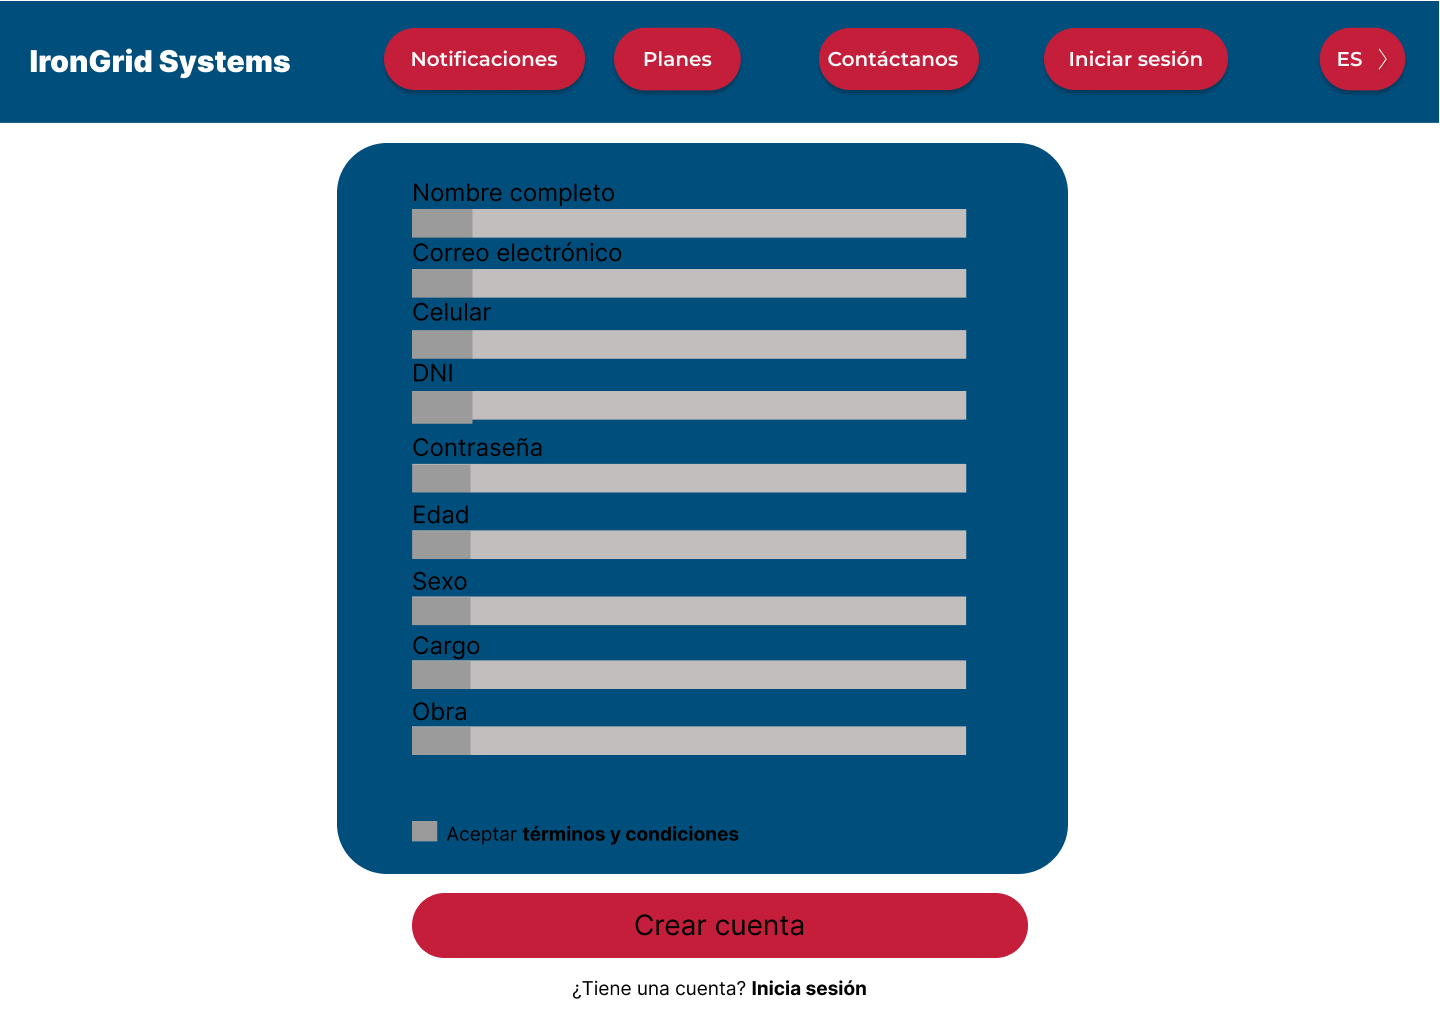 IronGrid Systems
Notificaciones
Planes
Contáctanos
Iniciar sesión
ES
Nombre completo
Correo electrónico
Celular
DNI
Contraseña
Edad
Sexo
Cargo
Obra
Aceptar términos y condiciones
Crear cuenta
¿Tiene una cuenta? Inicia sesión